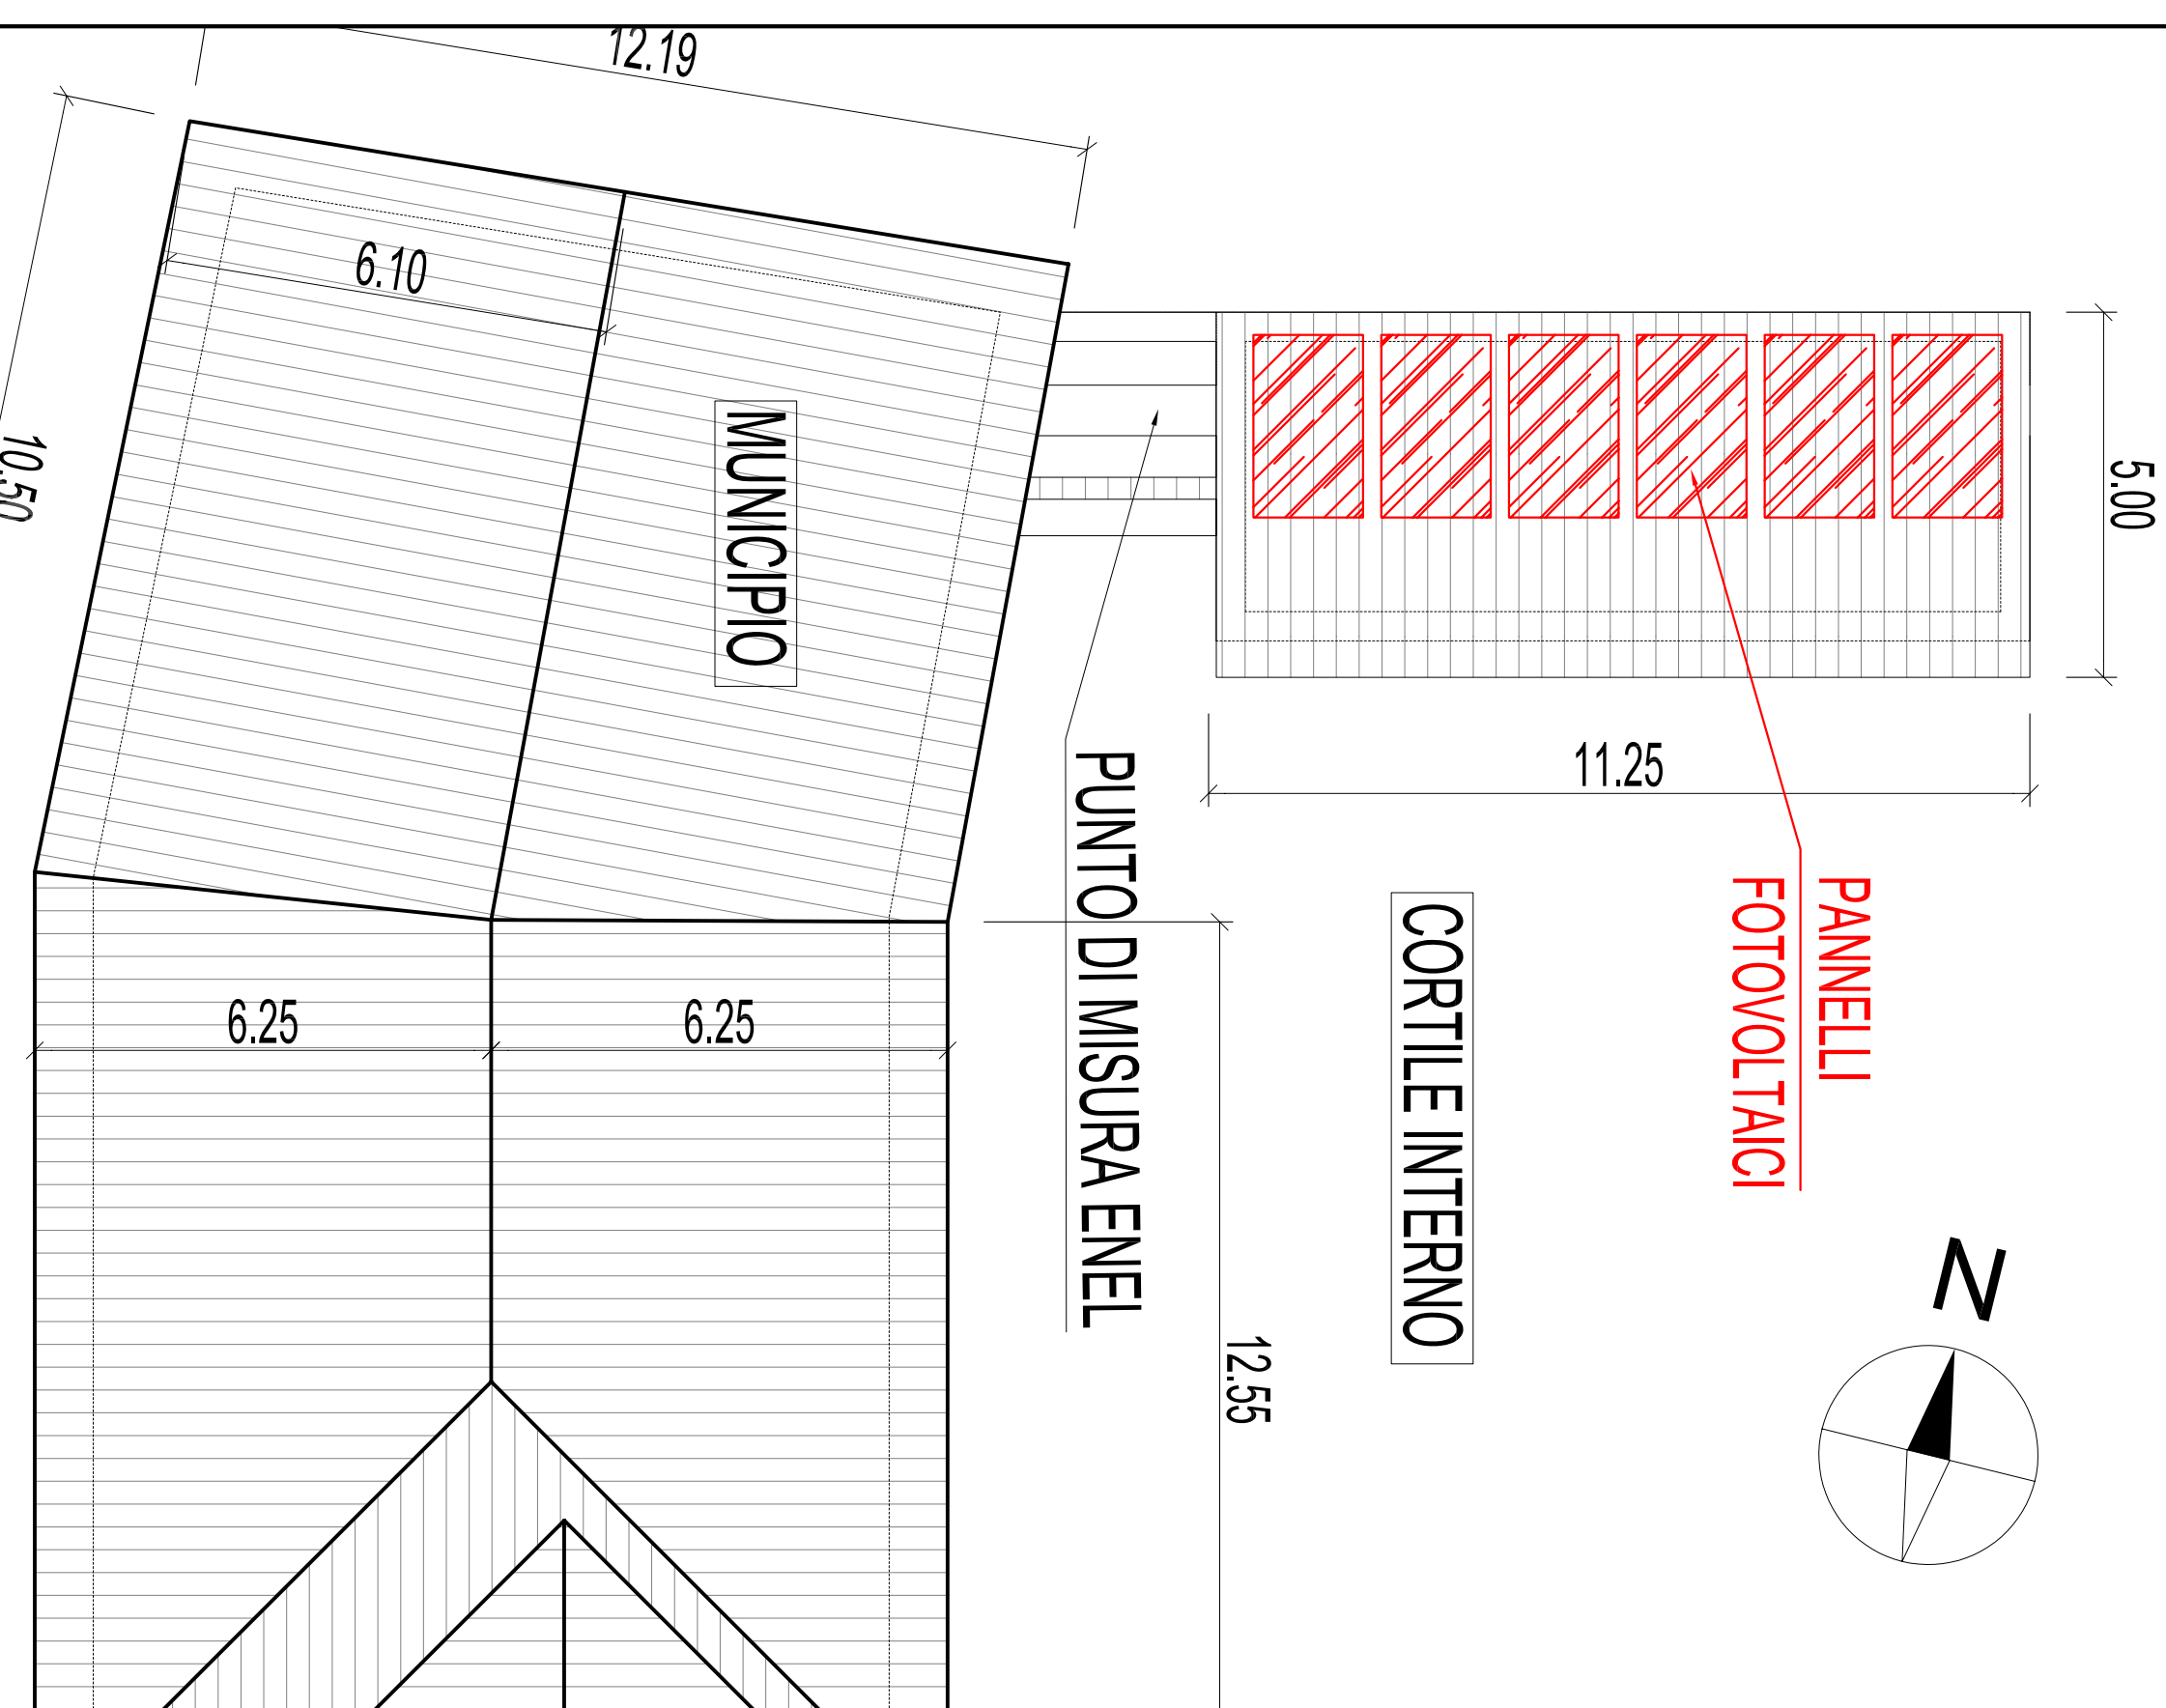 12.19
10.50
6.10
MUNICIPIO
5.00
11.25
PUNTO DI MISURA ENEL
CORTILE INTERNO
PANNELLI
FOTOVOLTAICI
6.25
6.25
12.55
N